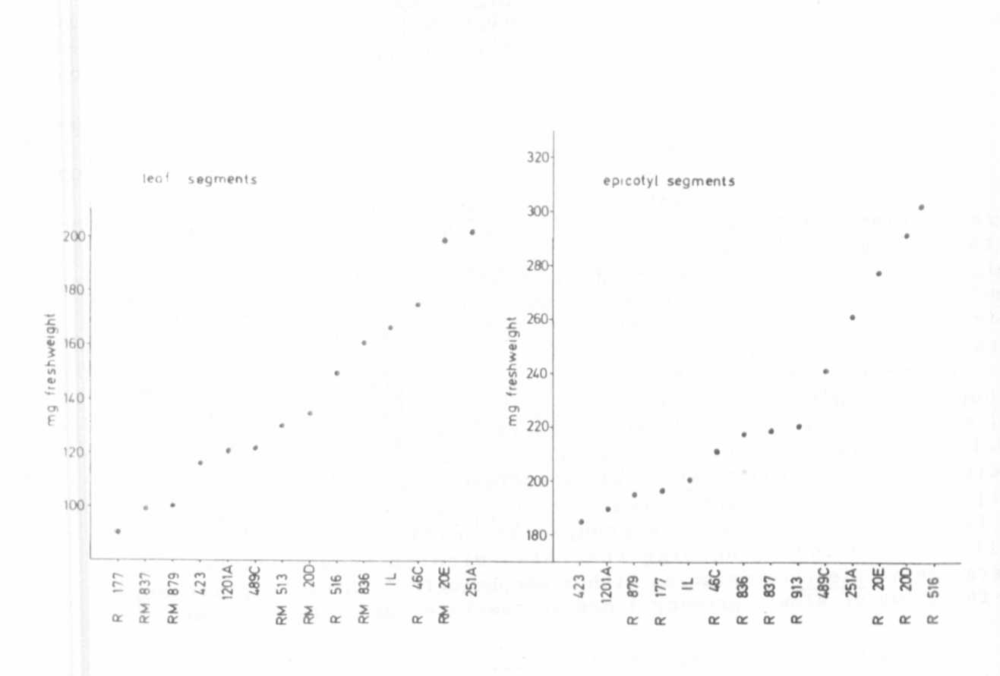 leaf segments
mg freshweight
200
180
160
140
120
100
R 177
RM 837
RM 879
423
1201A
489C
RM 513
RM 20D
R 516
RM 836
IL
R 46C
RM 20E
251A
epicotyl segments
mg freshweight
320
300
280
260
240
220
200
180
423
1201A
R 879
R 177
IL
R 46C
R 836
R 837
R 913
489C
251A
R 20E
R 20D
R 516